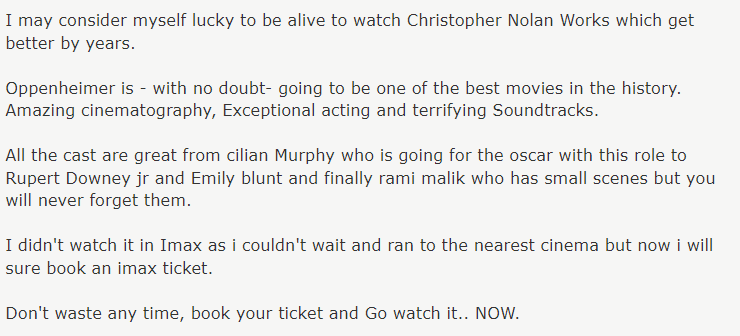 I may consider myself lucky to be alive to watch Christopher Nolan Works which get
better by years.
Oppenheimer is - with no doubt- going to be one of the best movies in the history.
Amazing cinematography, Exceptional acting and terrifying Soundtracks.
All the cast are great from cilian Murphy who is going for the oscar with this role to
Rupert Downey jr and Emily blunt and finally rami malik who has small scenes but you
will never forget them.
I didn't watch it in Imax as i couldn't wait and ran to the nearest cinema but now i will
sure book an imax ticket.
Don't waste any time, book your ticket and Go watch it.. NOW.